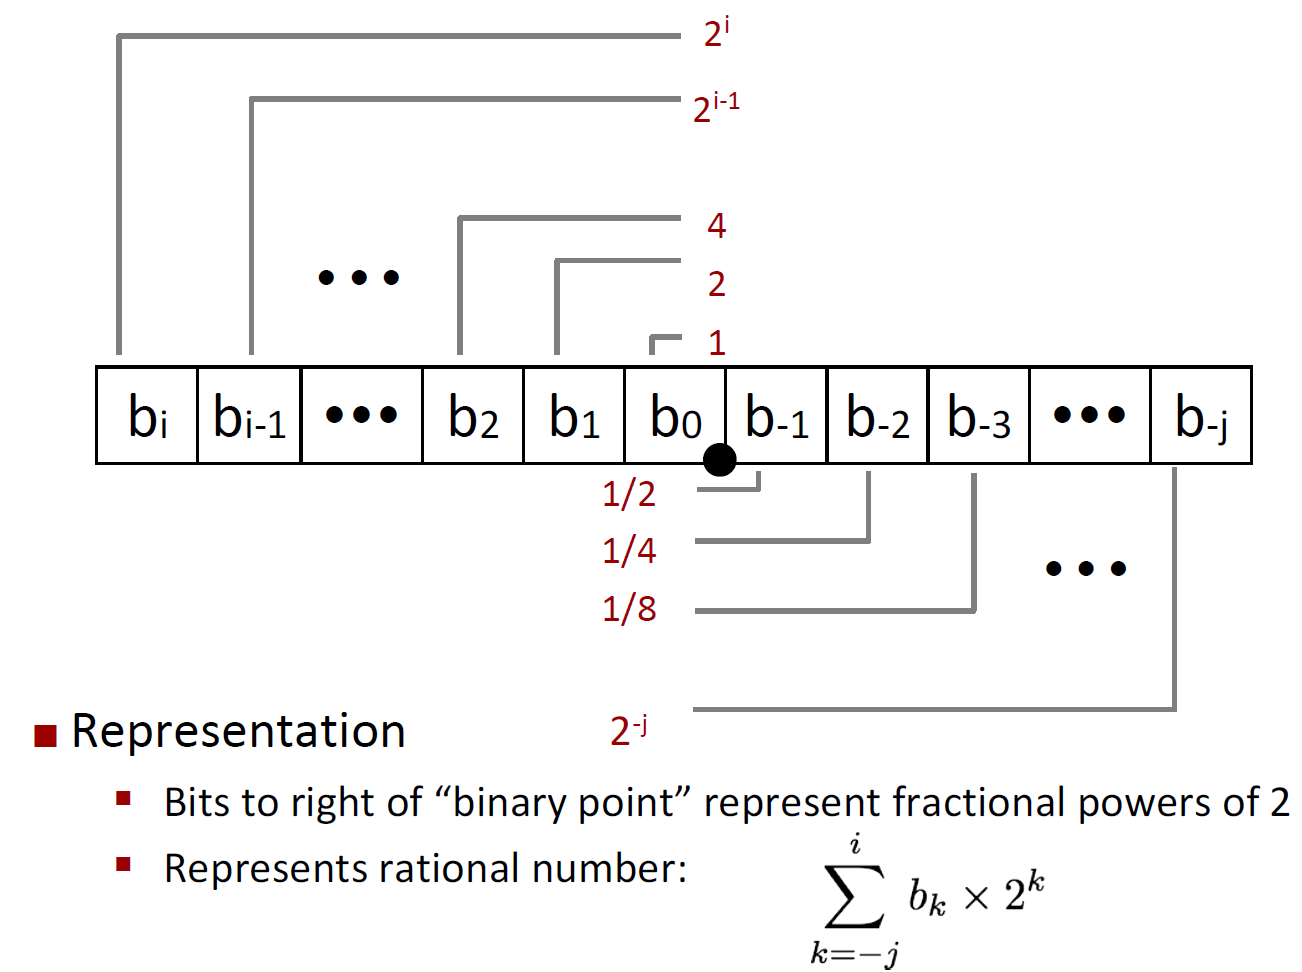 2^i
2^{i-1}
4
2
•••
1
b_i b_{i-1} ••• b_2 b_1 b_0 b_{-1} b_{-2} b_{-3} ••• b_{-j}
1/2
1/4
•••
1/8
2^{-j}
■ Representation
▪ Bits to right of “binary point” represent fractional powers of 2
▪ Represents rational number: \sum_{k=-j}^{i} b_k × 2^k